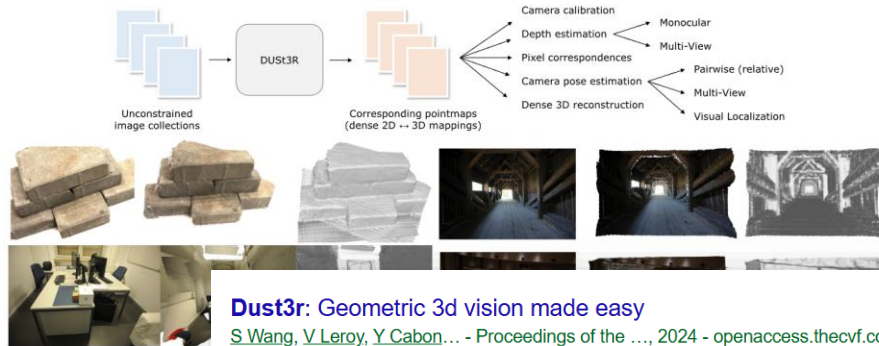 Camera calibration
Depth estimation
Monocular
Multi-View
DUSt3R
Pixel correspondences
Camera pose estimation
Pairwise (relative)
Multi-View
Visual Localization
Dense 3D reconstruction
Unconstrained
image collections
Corresponding pointmaps
(dense 2D ↔ 3D mappings)
Dust3r: Geometric 3d vision made easy
S Wang, V Leroy, Y Cabon… - Proceedings of the …, 2024 - openaccess.thecvf.co